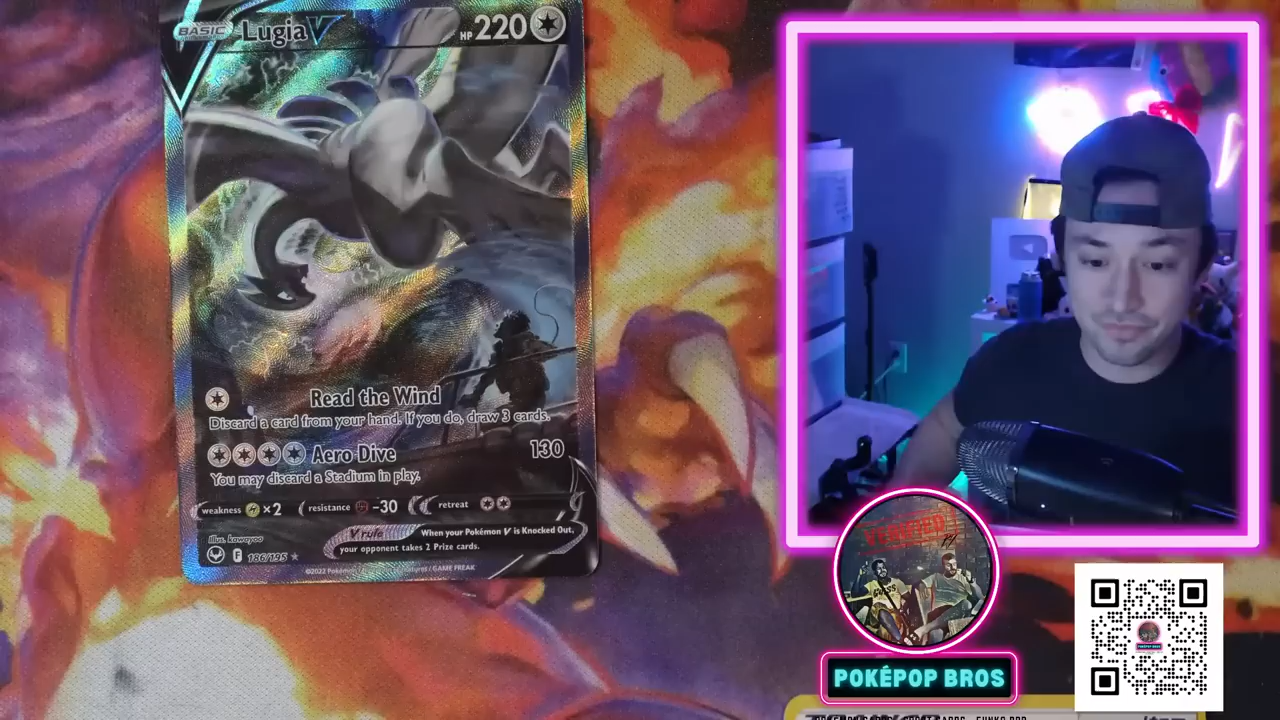 BASIC Lugia V HP 220
Read the Wind
Discard a card from your hand. If you do, draw 3 cards.
Aero Dive 130
You may discard a Stadium in play.
weakness ×2 resistance -30 retreat
V rule When your Pokémon V is Knocked Out,
your opponent takes 2 Prize cards.
Illus. kawayoo
186/195
GAME FREAK
VERIFIED
POKÉPOP BROS